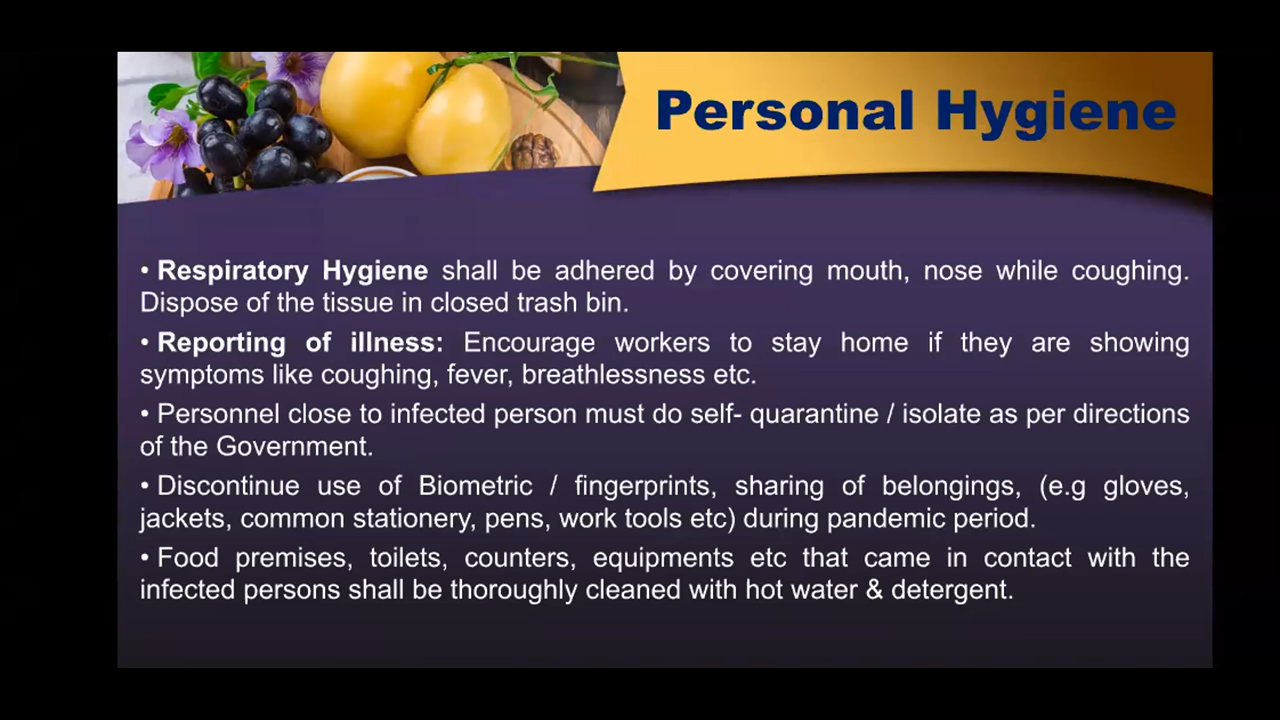 Personal Hygiene
• Respiratory Hygiene shall be adhered by covering mouth, nose while coughing.
Dispose of the tissue in closed trash bin.
• Reporting of illness: Encourage workers to stay home if they are showing
symptoms like coughing, fever, breathlessness etc.
• Personnel close to infected person must do self- quarantine / isolate as per directions
of the Government.
• Discontinue use of Biometric / fingerprints, sharing of belongings, (e.g gloves,
jackets, common stationery, pens, work tools etc) during pandemic period.
• Food premises, toilets, counters, equipments etc that came in contact with the
infected persons shall be thoroughly cleaned with hot water & detergent.